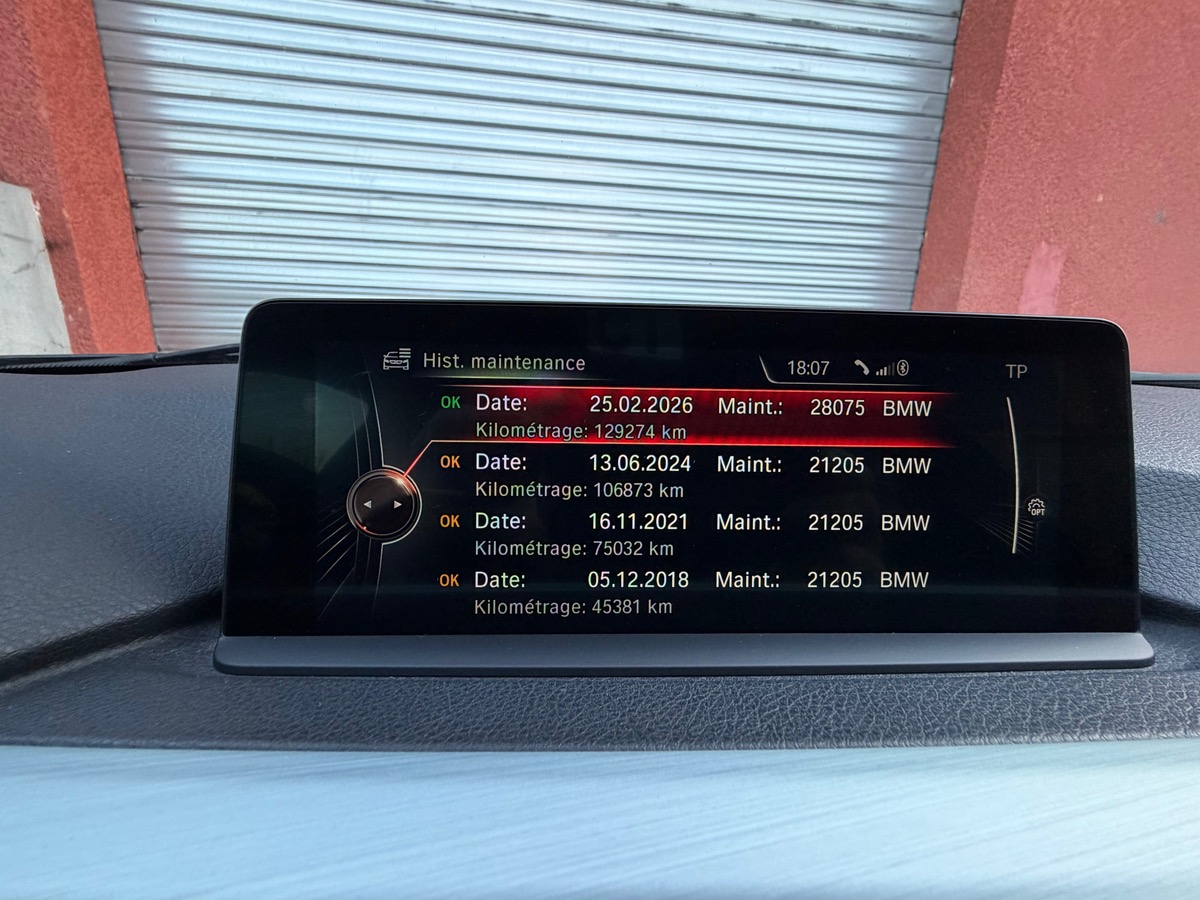 Hist. maintenance
18:07
TP
OK Date: 25.02.2026 Maint.: 28075 BMW
Kilométrage: 129274 km
OK Date: 13.06.2024 Maint.: 21205 BMW
Kilométrage: 106873 km
OPT
OK Date: 16.11.2021 Maint.: 21205 BMW
Kilométrage: 75032 km
OK Date: 05.12.2018 Maint.: 21205 BMW
Kilométrage: 45381 km